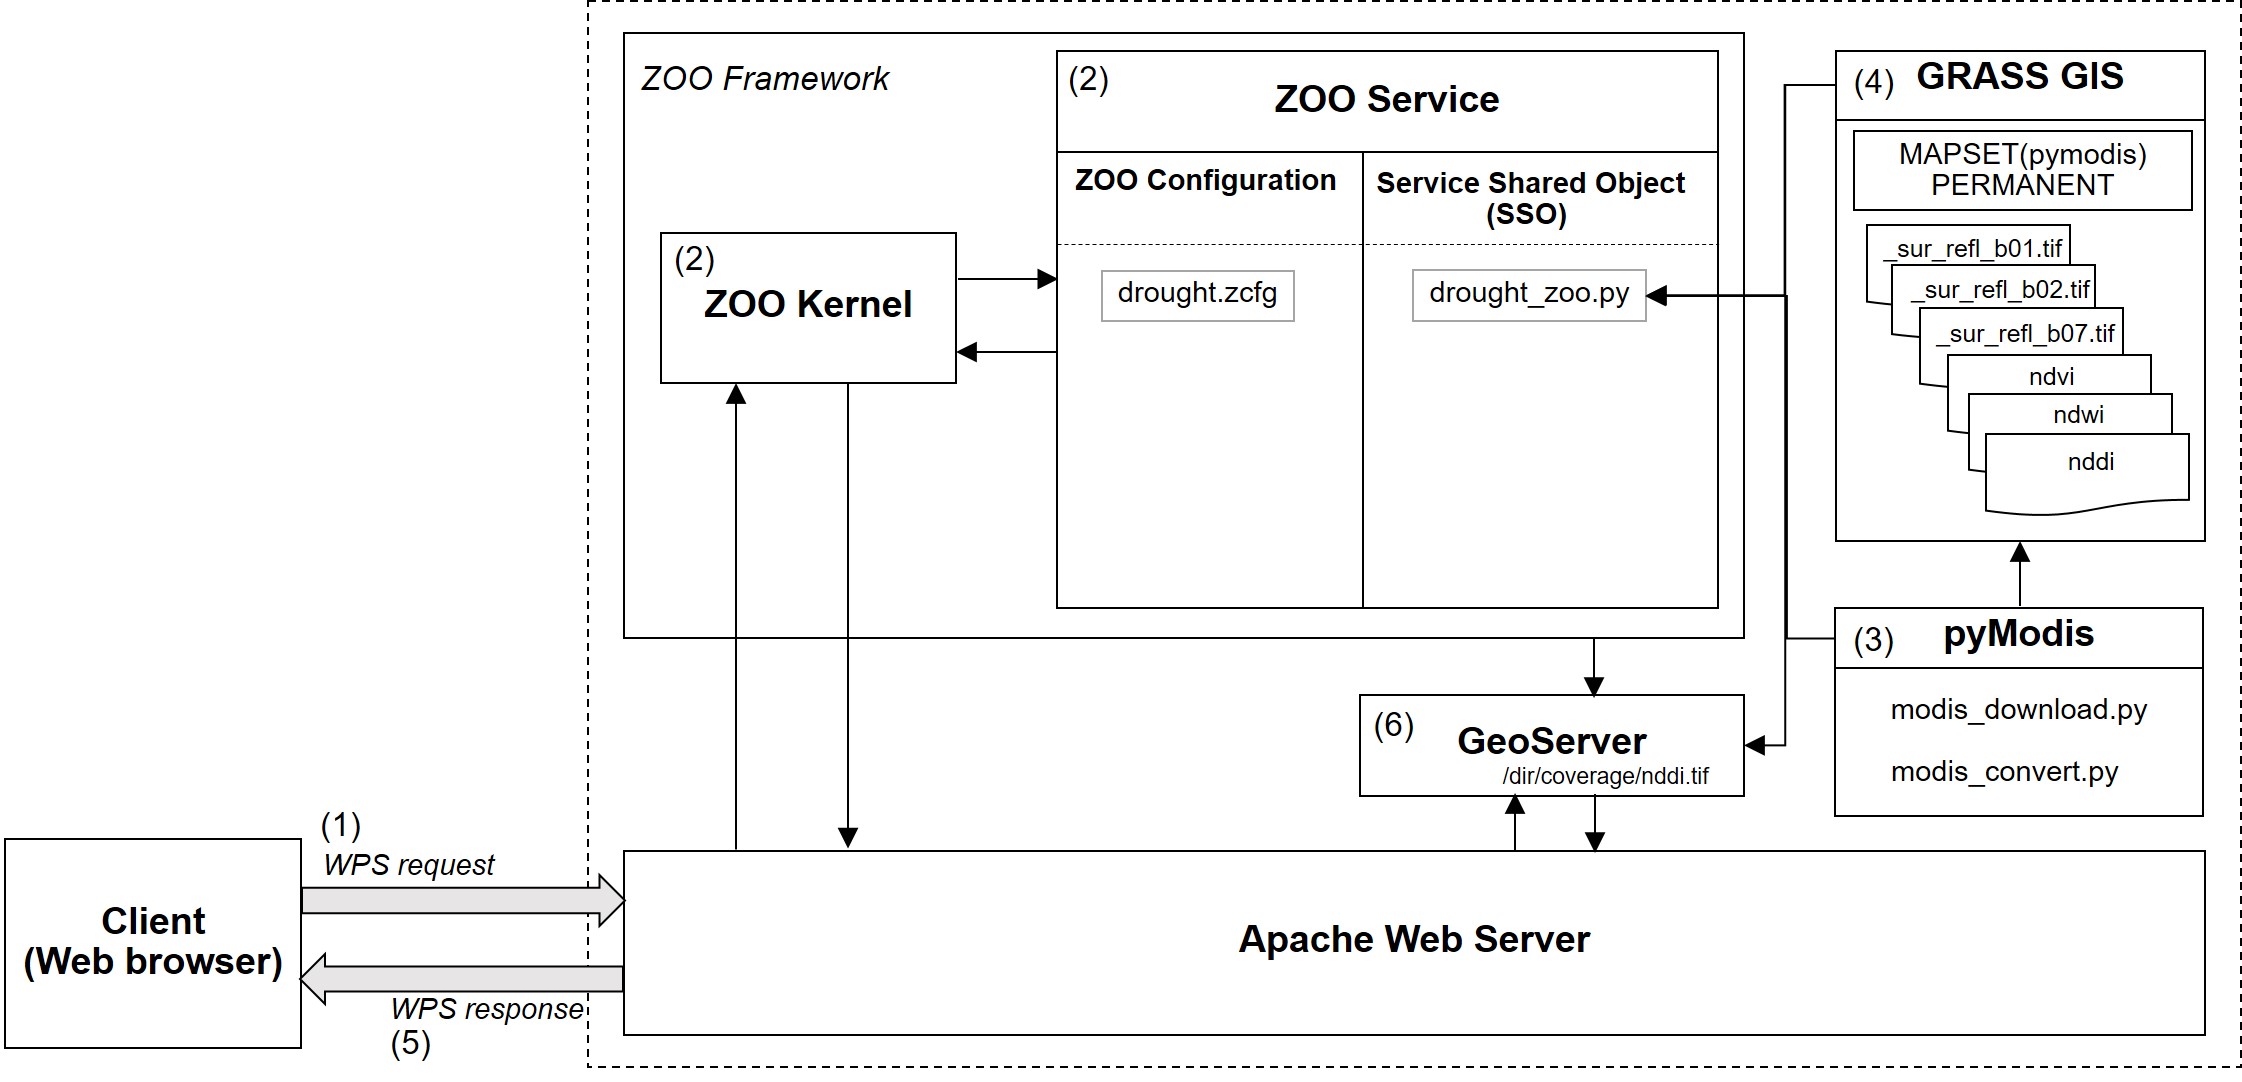 ZOO Framework
(2)
ZOO Service
ZOO Configuration
Service Shared Object
(SSO)
drought.zcfg
drought_zoo.py
(2)
ZOO Kernel
(4)
GRASS GIS
MAPSET(pymodis)
PERMANENT
_sur_refl_b01.tif
_sur_refl_b02.tif
_sur_refl_b07.tif
ndvi
ndwi
nddi
(3)
pyModis
modis_download.py
modis_convert.py
(6)
GeoServer
/dir/coverage/nddi.tif
(1)
WPS request
Client
(Web browser)
WPS response
(5)
Apache Web Server